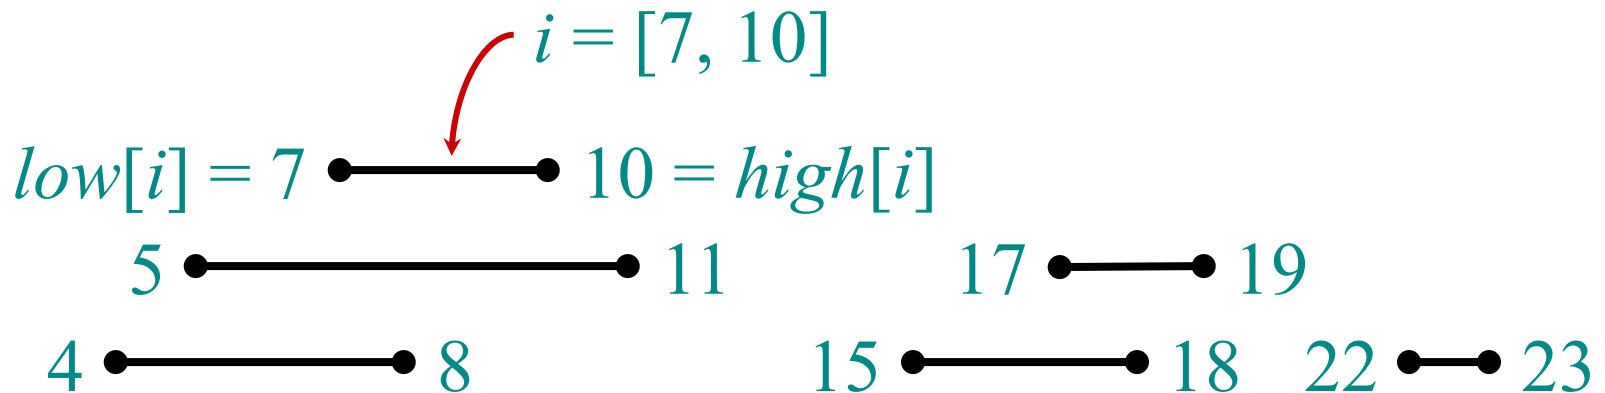 i = [7, 10]
low[i] = 7 10 = high[i]
5 11 17 19
4 8 15 18 22 23